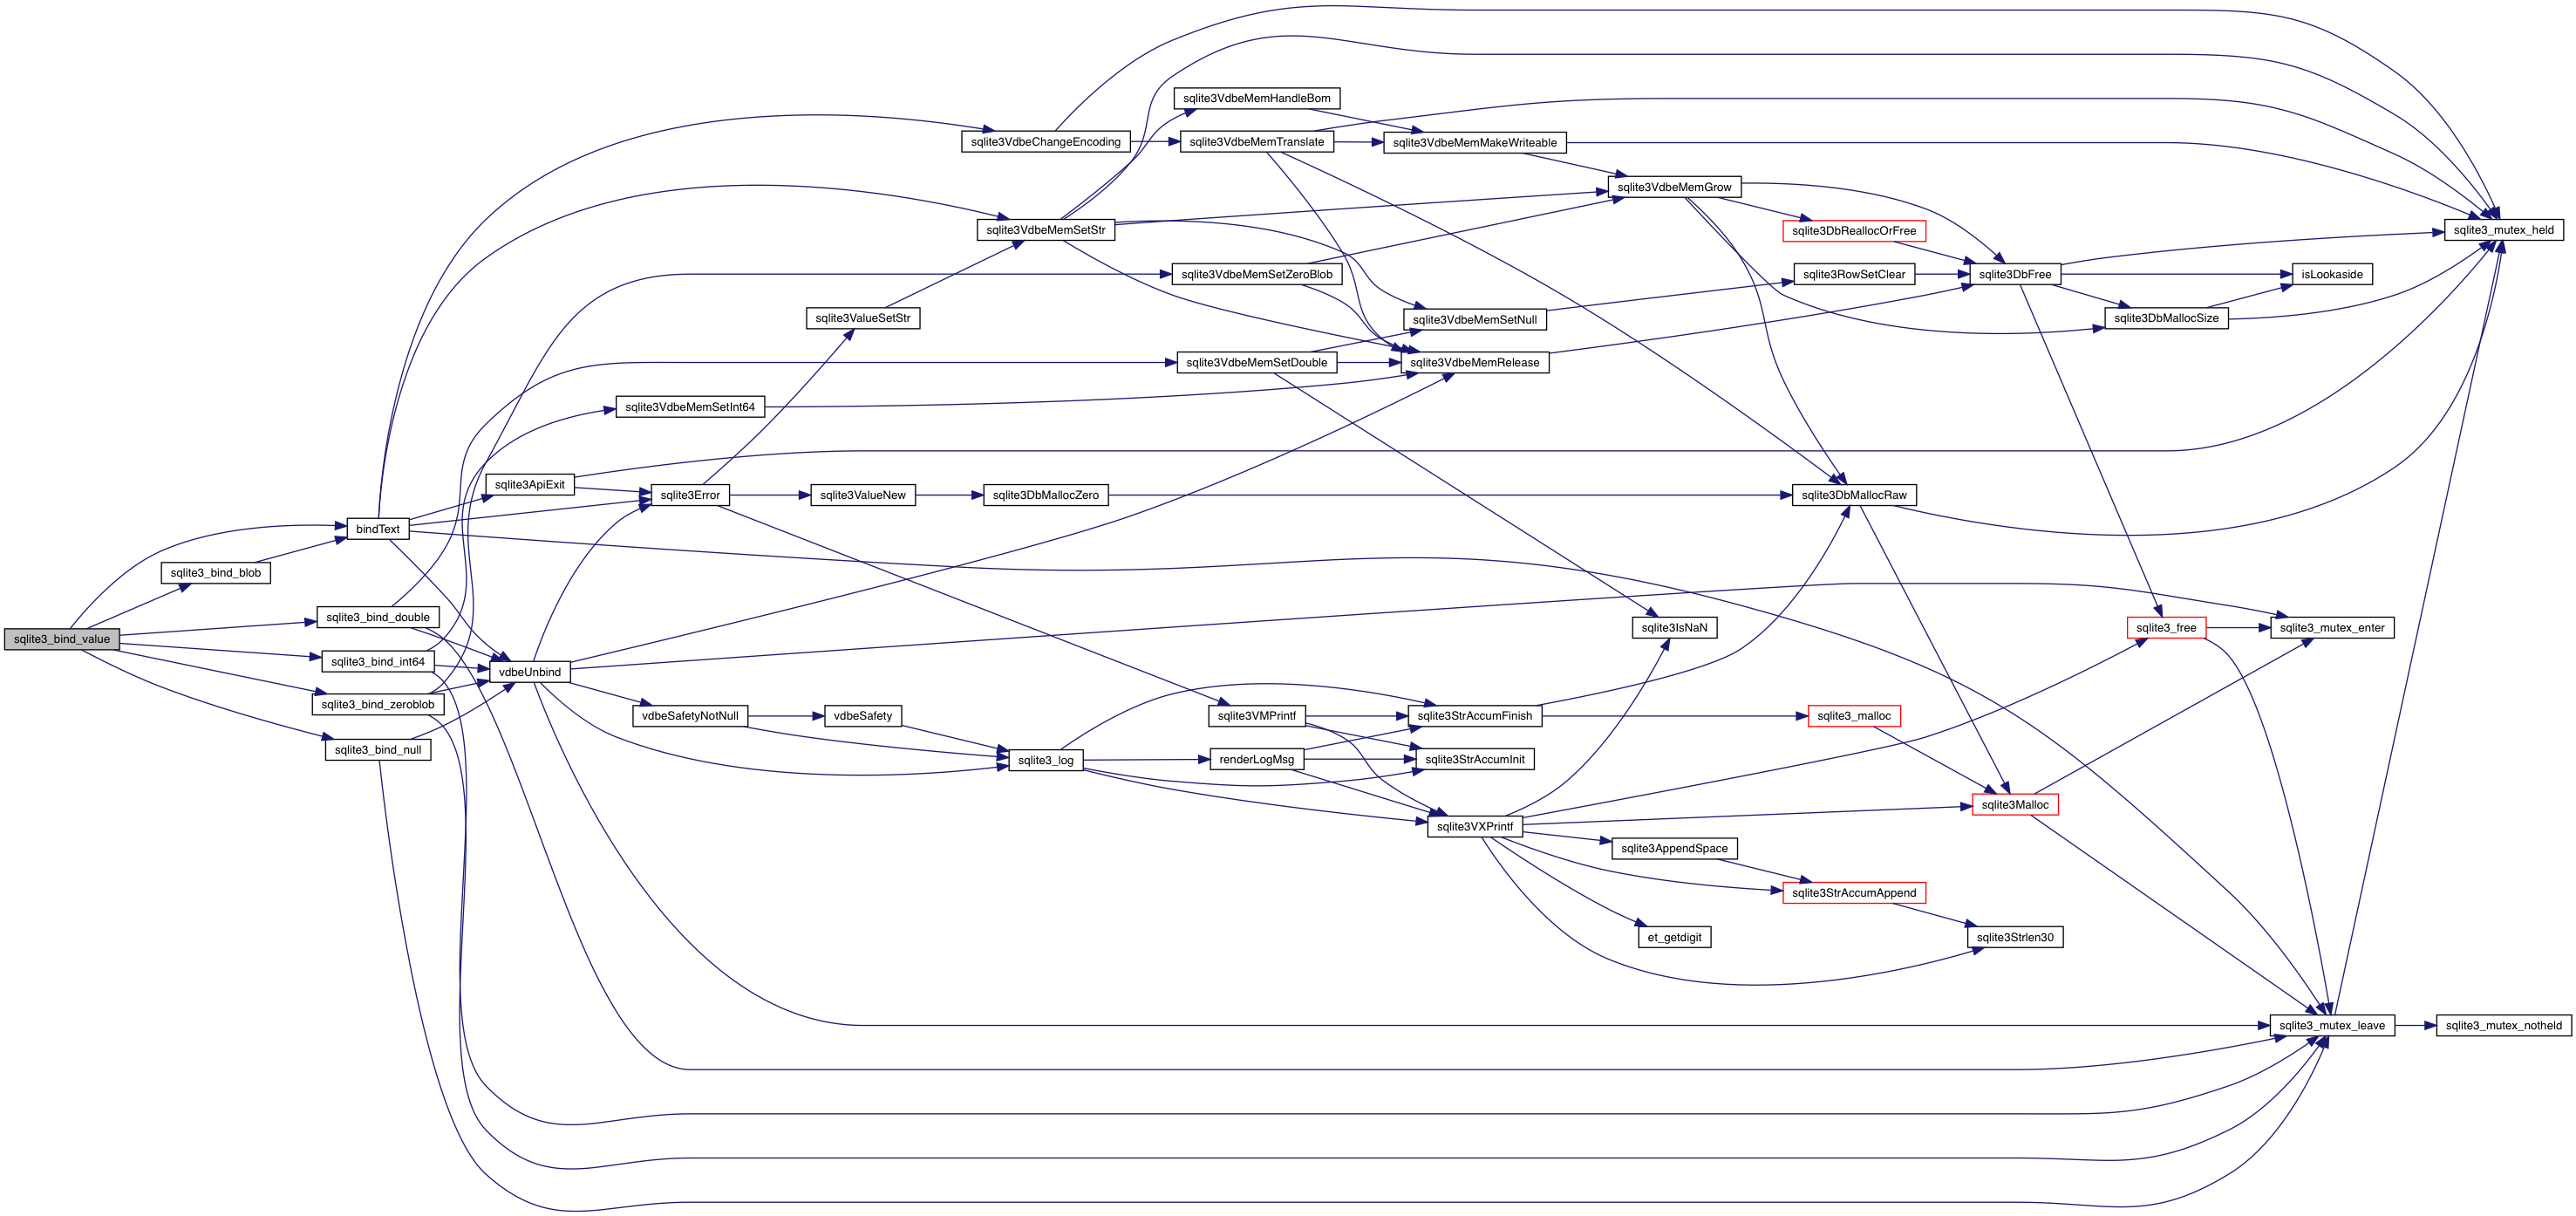 sqlite3_bind_value
bindText
sqlite3_bind_blob
sqlite3_bind_double
sqlite3_bind_int64
sqlite3_bind_zeroblob
sqlite3_bind_null
sqlite3ApiExit
vdbeUnbind
sqlite3VdbeMemSetInt64
sqlite3Error
vdbeSafetyNotNull
sqlite3ValueSetStr
sqlite3ValueNew
vdbeSafety
sqlite3VdbeChangeEncoding
sqlite3VdbeMemSetStr
sqlite3DbMallocZero
sqlite3_log
sqlite3VdbeMemHandleBom
sqlite3VdbeMemTranslate
sqlite3VdbeMemSetZeroBlob
sqlite3VdbeMemSetDouble
sqlite3VMPrintf
renderLogMsg
sqlite3VdbeMemMakeWriteable
sqlite3VdbeMemSetNull
sqlite3VdbeMemRelease
sqlite3StrAccumFinish
sqlite3StrAccumInit
sqlite3VXPrintf
sqlite3VdbeMemGrow
sqlite3IsNaN
sqlite3AppendSpace
et_getdigit
sqlite3DbReallocOrFree
sqlite3RowSetClear
sqlite3DbMallocRaw
sqlite3_malloc
sqlite3StrAccumAppend
sqlite3DbFree
sqlite3Malloc
sqlite3Strlen30
sqlite3DbMallocSize
sqlite3_free
isLookaside
sqlite3_mutex_enter
sqlite3_mutex_leave
sqlite3_mutex_held
sqlite3_mutex_notheld